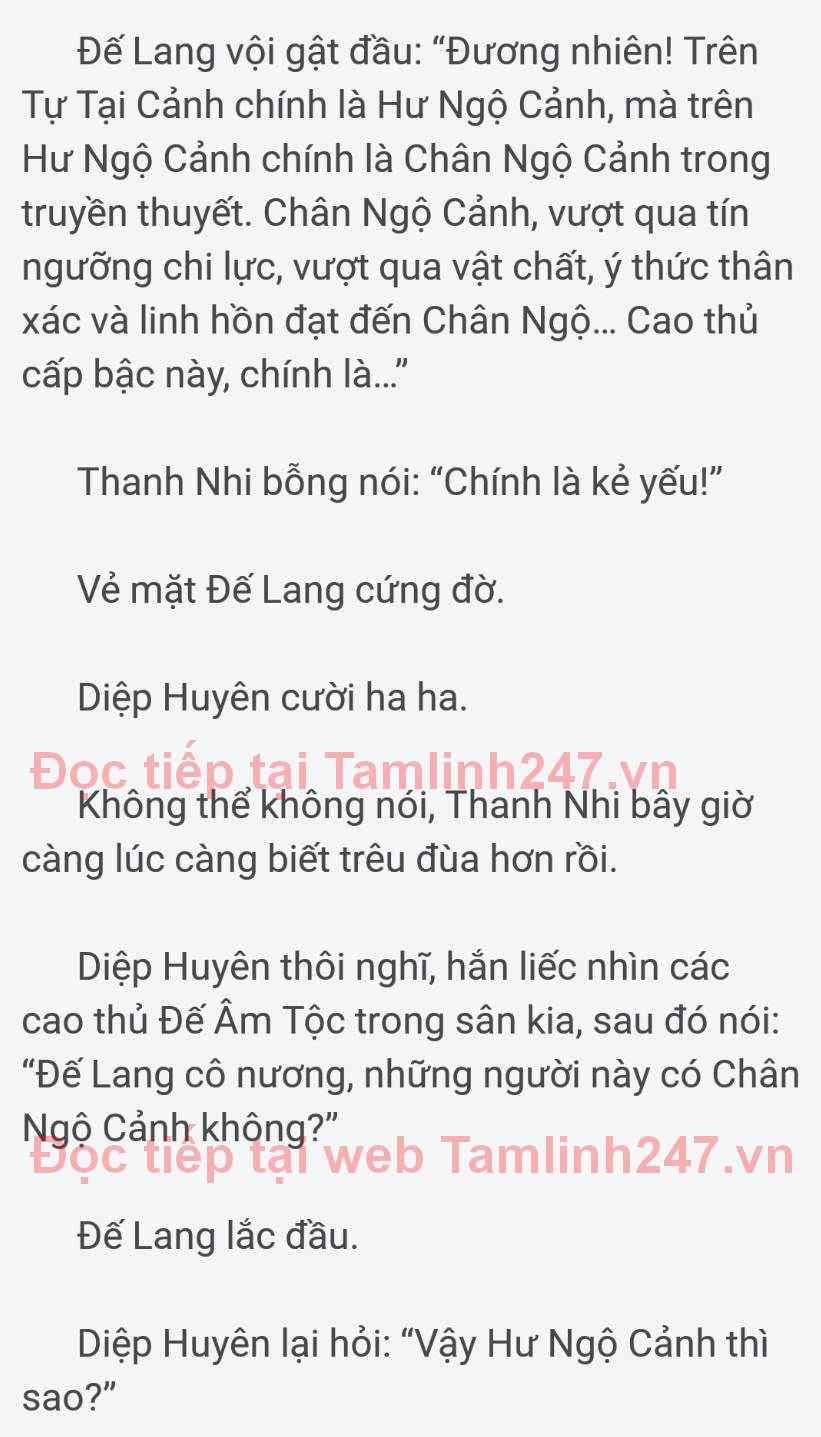 Đế Lang vội gật đầu: “Đương nhiên! Trên
Tự Tại Cảnh chính là Hư Ngộ Cảnh, mà trên
Hư Ngộ Cảnh chính là Chân Ngộ Cảnh trong
truyền thuyết. Chân Ngộ Cảnh, vượt qua tín
ngưỡng chi lực, vượt qua vật chất, ý thức thân
xác và linh hồn đạt đến Chân Ngộ... Cao thủ
cấp bậc này, chính là...”
Thanh Nhi bỗng nói: “Chính là kẻ yếu!”
Vẻ mặt Đế Lang cứng đờ.
Diệp Huyên cười ha ha.
Đọc tiếp tại Tamlinh247.vn
Không thể không nói, Thanh Nhi bây giờ
càng lúc càng biết trêu đùa hơn rồi.
Diệp Huyên thôi nghĩ, hắn liếc nhìn các
cao thủ Đế Âm Tộc trong sân kia, sau đó nói:
“Đế Lang cô nương, những người này có Chân
Ngộ Cảnh không?”
Đọc tiếp tại web Tamlinh247.vn
Đế Lang lắc đầu.
Diệp Huyên lại hỏi: “Vậy Hư Ngộ Cảnh thì
sao?”